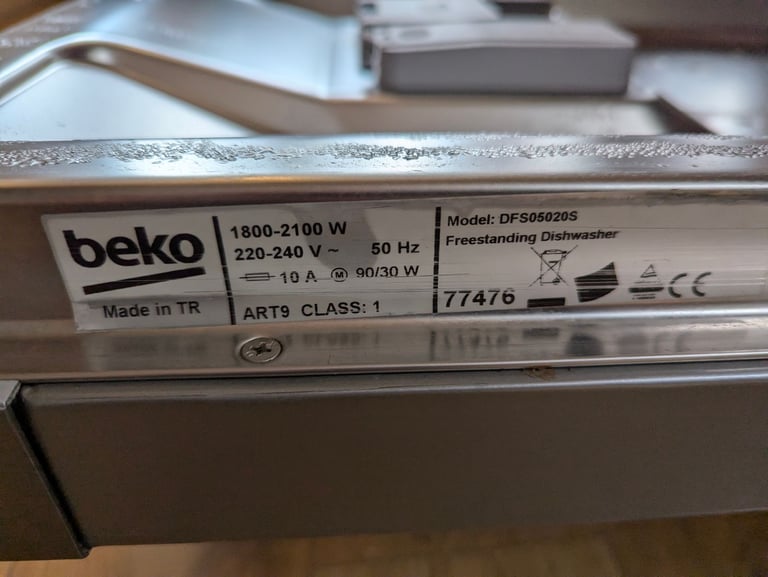 beko
Made in TR
1800-2100 W
220-240 V ~ 50 Hz
10 A M 90/30 W
ART9 CLASS: 1
Model: DFS05020S
Freestanding Dishwasher
77476
CE